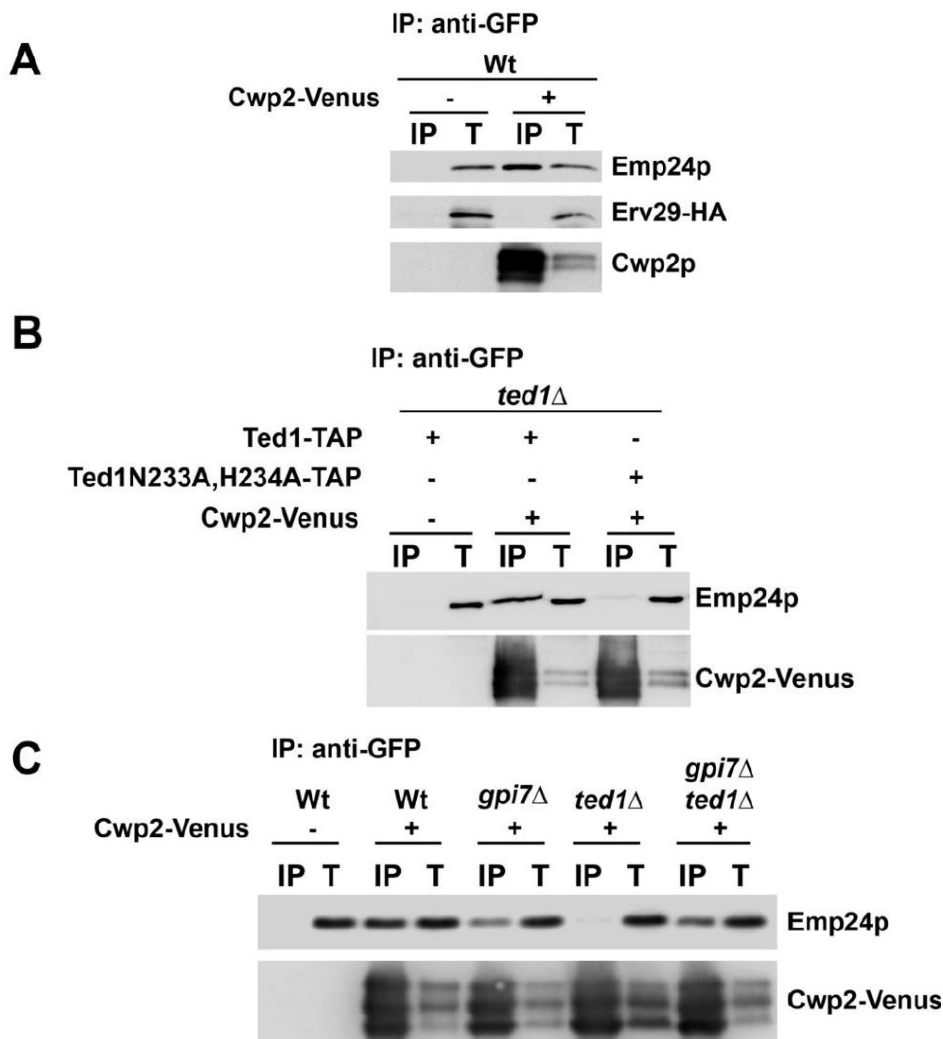 A
IP: anti-GFP
Wt
Cwp2-Venus - +
IP T IP T
Emp24p
Erv29-HA
Cwp2p
B
IP: anti-GFP
ted1Δ
Ted1-TAP + + -
Ted1N233A,H234A-TAP - - +
Cwp2-Venus - + +
IP T IP T IP T
Emp24p
Cwp2-Venus
C
IP: anti-GFP
Wt Wt gpi7Δ ted1Δ gpi7Δ ted1Δ
Cwp2-Venus - + + + +
IP T IP T IP T IP T IP T
Emp24p
Cwp2-Venus